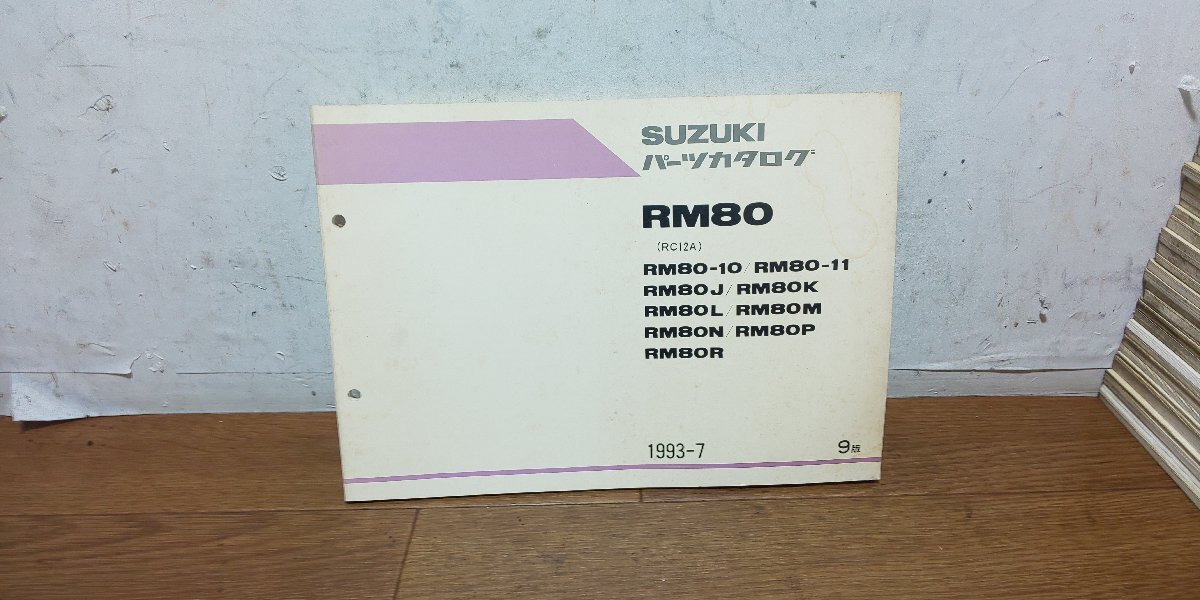 SUZUKI
パーツカタログ
RM80
(RC12A)
RM80-10/RM80-11
RM80J/RM80K
RM80L/RM80M
RM80N/RM80P
RM80R
1993-7 9版